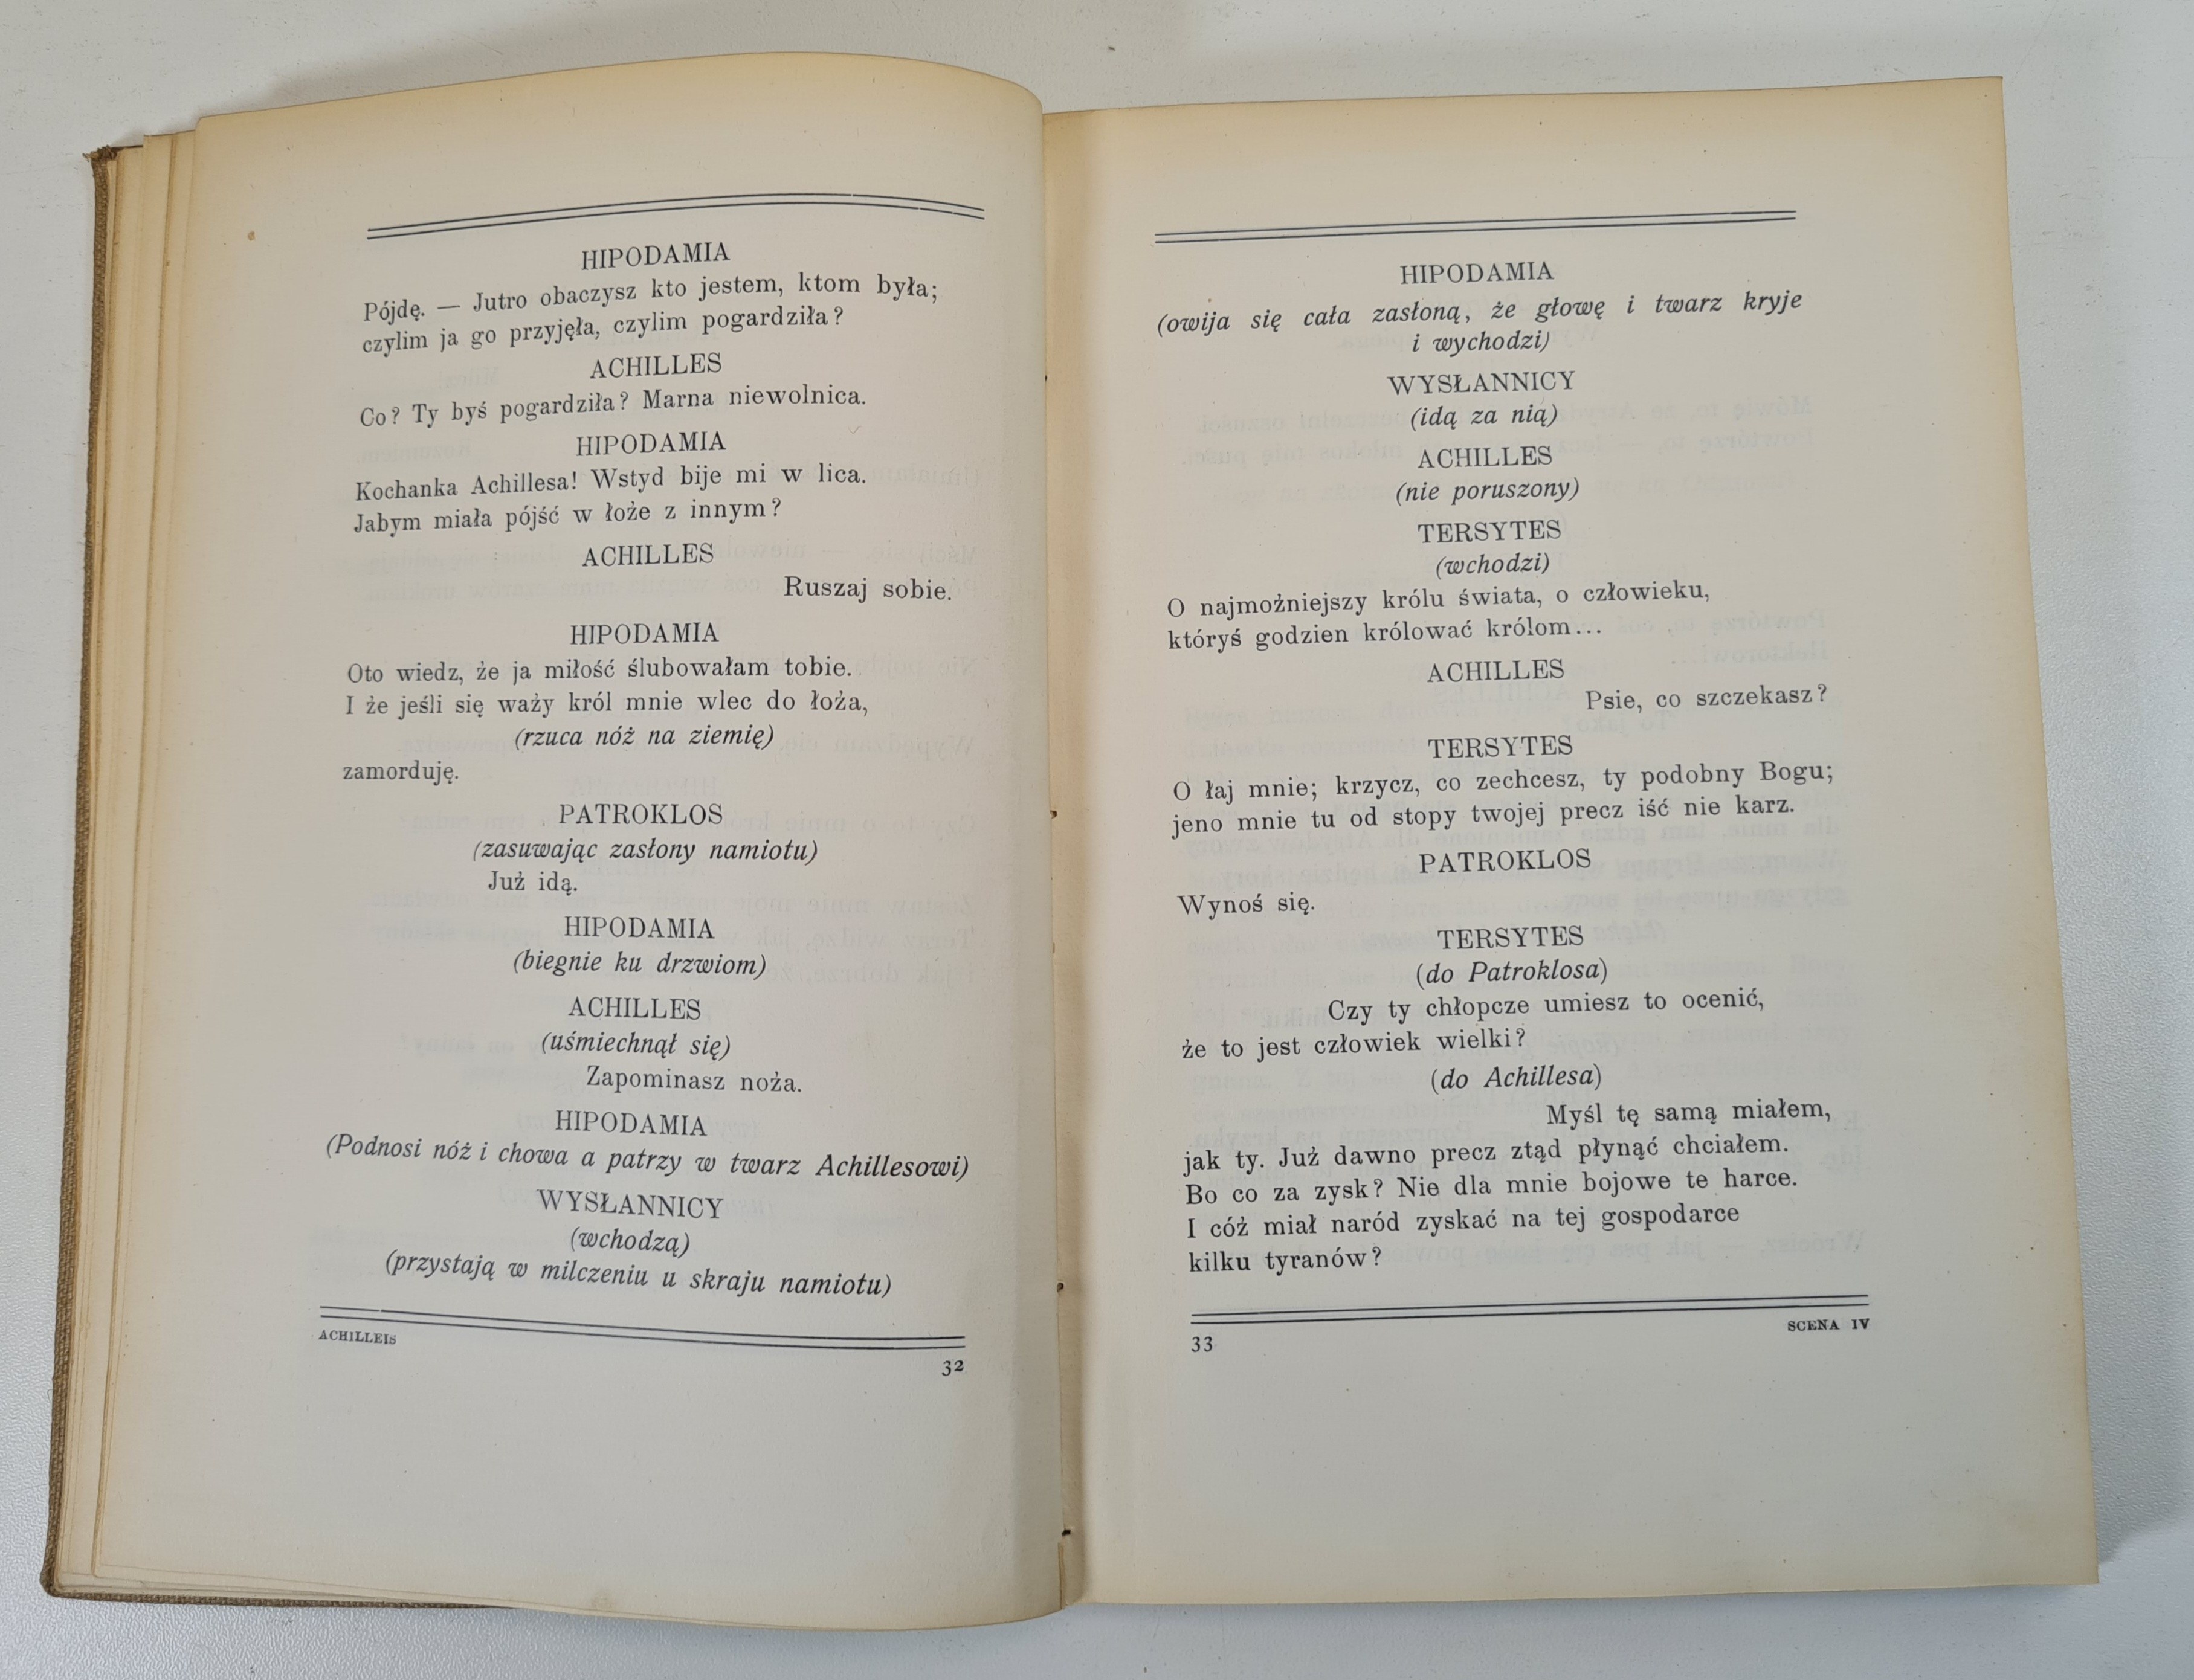 HIPODAMIA
Pójdę. — Jutro obaczysz kto jestem, ktom była;
czylim ja go przyjęła, czylim pogardziła?
ACHILLES
Co? Ty byś pogardziła? Marna niewolnica.
HIPODAMIA
Kochanka Achillesa! Wstyd bije mi w lica.
Jabym miała pójść w łoże z innym?
ACHILLES
Ruszaj sobie.
HIPODAMIA
Oto wiedz, że ja miłość ślubowałam tobie.
I że jeśli się waży król mnie wlec do łoża,
(rzuca nóż na ziemię)
zamorduję.
PATROKLOS
(zasuwając zasłony namiotu)
Już idą.
HIPODAMIA
(biegnie ku drzwiom)
ACHILLES
(uśmiechnął się)
Zapominasz noża.
HIPODAMIA
(Podnosi nóż i chowa a patrzy w twarz Achillesowi)
WYSŁANNICY
(wchodzą)
(przystają w milczeniu u skraju namiotu)
ACHILLEIS
32
HIPODAMIA
(owija się cała zasłoną, że głowę i twarz kryje
i wychodzi)
WYSŁANNICY
(idą za nią)
ACHILLES
(nie poruszony)
TERSYTES
(wchodzi)
O najmożniejszy królu świata, o człowieku,
któryś godzien królować królom...
ACHILLES
Psie, co szczekasz?
TERSYTES
O łaj mnie; krzycz, co zechcesz, ty podobny Bogu;
jeno mnie tu od stopy twojej precz iść nie karz.
PATROKLOS
Wynoś się.
TERSYTES
(do Patroklosa)
Czy ty chłopcze umiesz to ocenić,
że to jest człowiek wielki?
(do Achillesa)
Myśl tę samą miałem,
jak ty. Już dawno precz ztąd płynąć chciałem.
Bo co za zysk? Nie dla mnie bojowe te harce.
I cóż miał naród zyskać na tej gospodarce
kilku tyranów?
33
SCENA IV